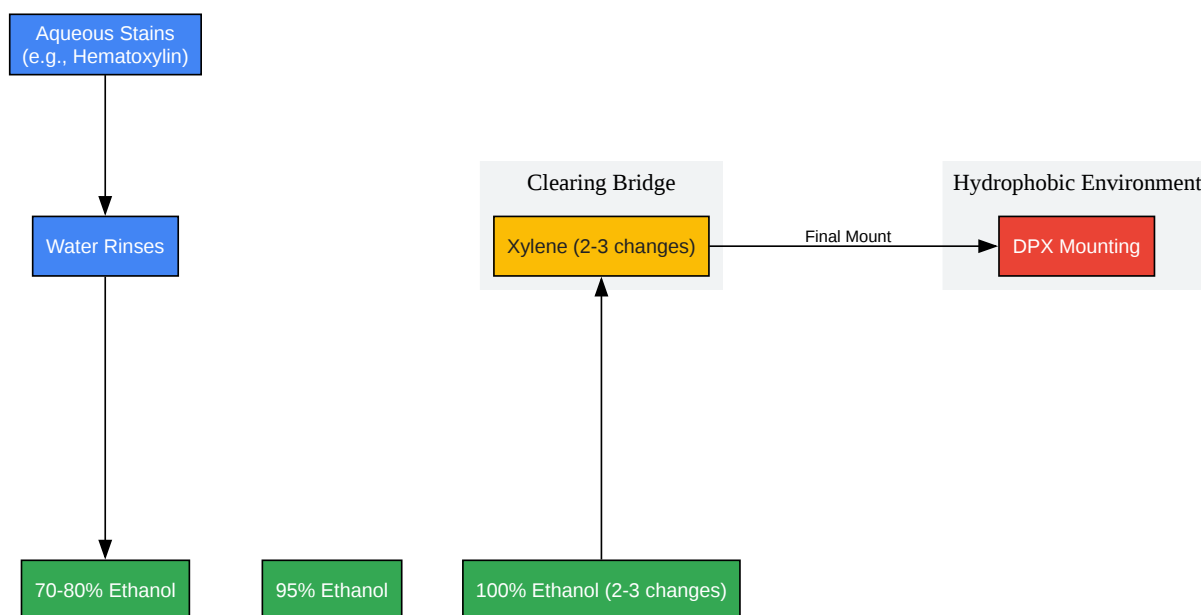 Aqueous Stains
(e.g., Hematoxylin)
Clearing Bridge
Hydrophobic Environment
Water Rinses
Xylene (2-3 changes)
Final Mount
DPX Mounting
70-80% Ethanol
95% Ethanol
100% Ethanol (2-3 changes)